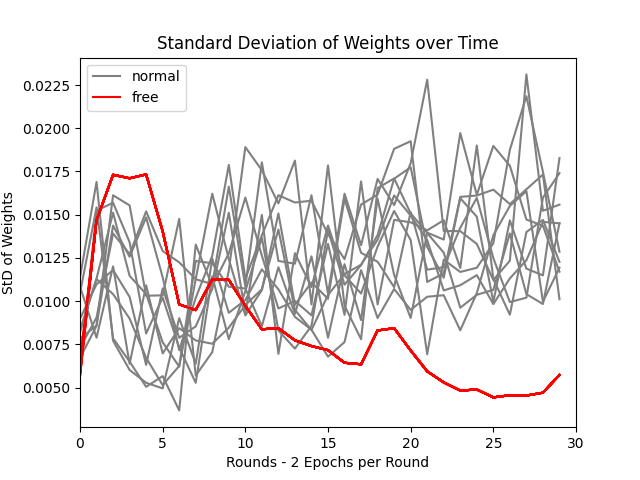 Standard Deviation of Weights over Time
normal
free
StD of Weights
0.0225
0.0200
0.0175
0.0150
0.0125
0.0100
0.0075
0.0050
0 5 10 15 20 25 30
Rounds - 2 Epochs per Round